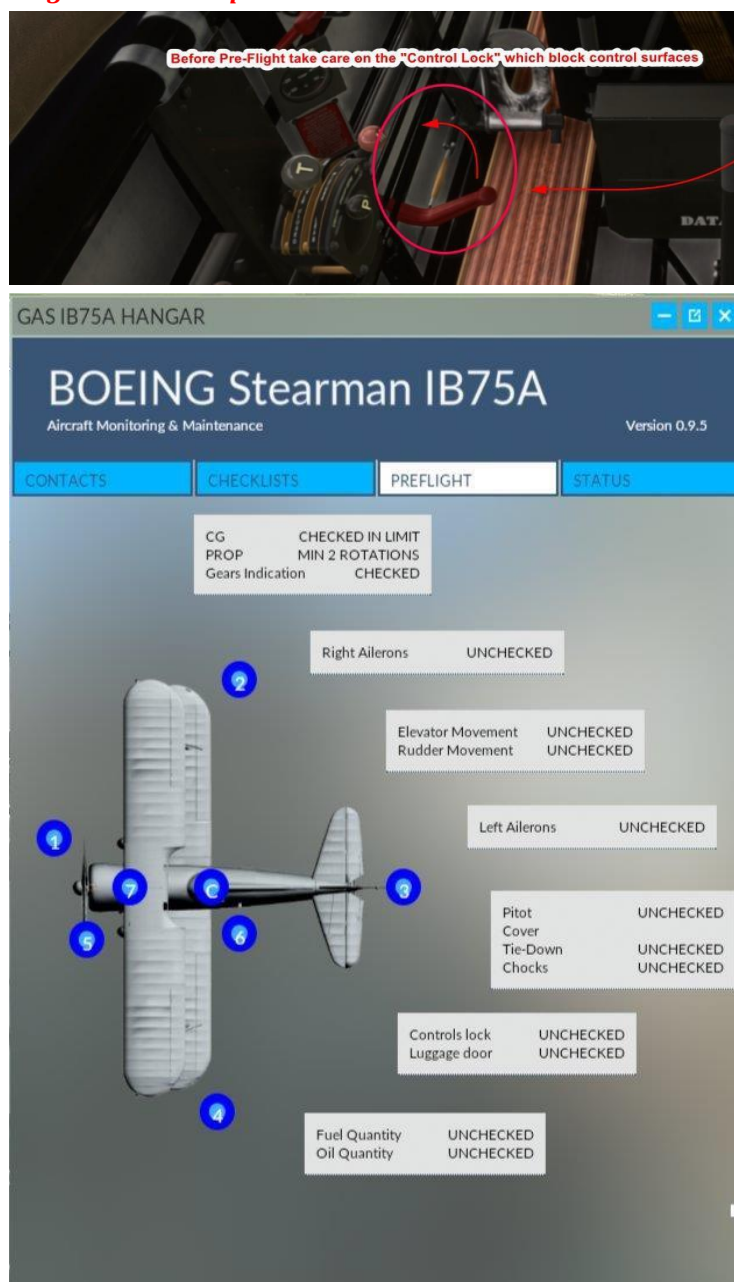 Before Pre-Flight take care on the "Control Lock" which block control surfaces
T
P
DATA
GAS IB75A HANGAR
BOEING Stearman IB75A
Aircraft Monitoring & Maintenance
Version 0.9.5
CONTACTS CHECKLISTS PREFLIGHT STATUS
CG CHECKED IN LIMIT
PROP MIN 2 ROTATIONS
Gears Indication CHECKED
Right Ailerons UNCHECKED
2
Elevator Movement UNCHECKED
Rudder Movement UNCHECKED
Left Ailerons UNCHECKED
1
7
C
3
5
6
Pitot UNCHECKED
Cover
Tie-Down UNCHECKED
Chocks UNCHECKED
Controls lock UNCHECKED
Luggage door UNCHECKED
4
Fuel Quantity UNCHECKED
Oil Quantity UNCHECKED